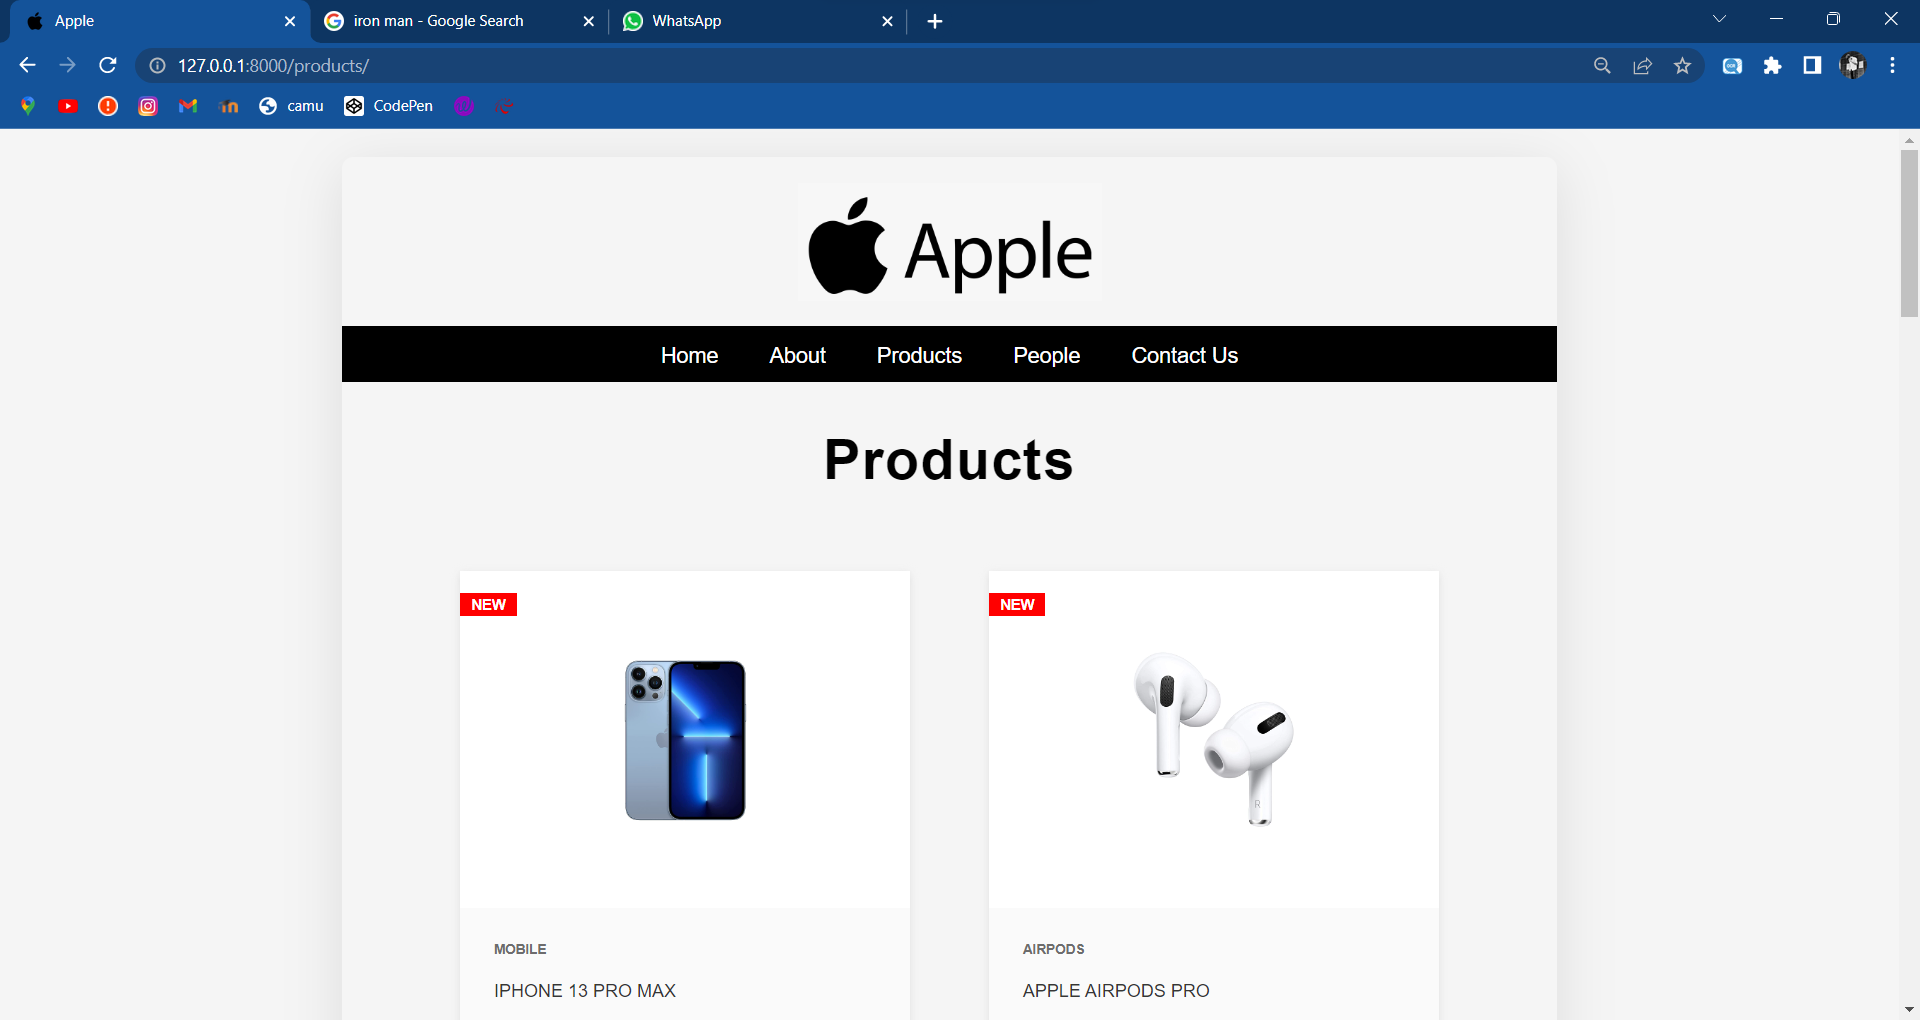 Apple
iron man - Google Search
WhatsApp
127.0.0.1:8000/products/
camu
CodePen
Apple
Home About Products People Contact Us
Products
NEW
NEW
R
MOBILE
AIRPODS
IPHONE 13 PRO MAX
APPLE AIRPODS PRO